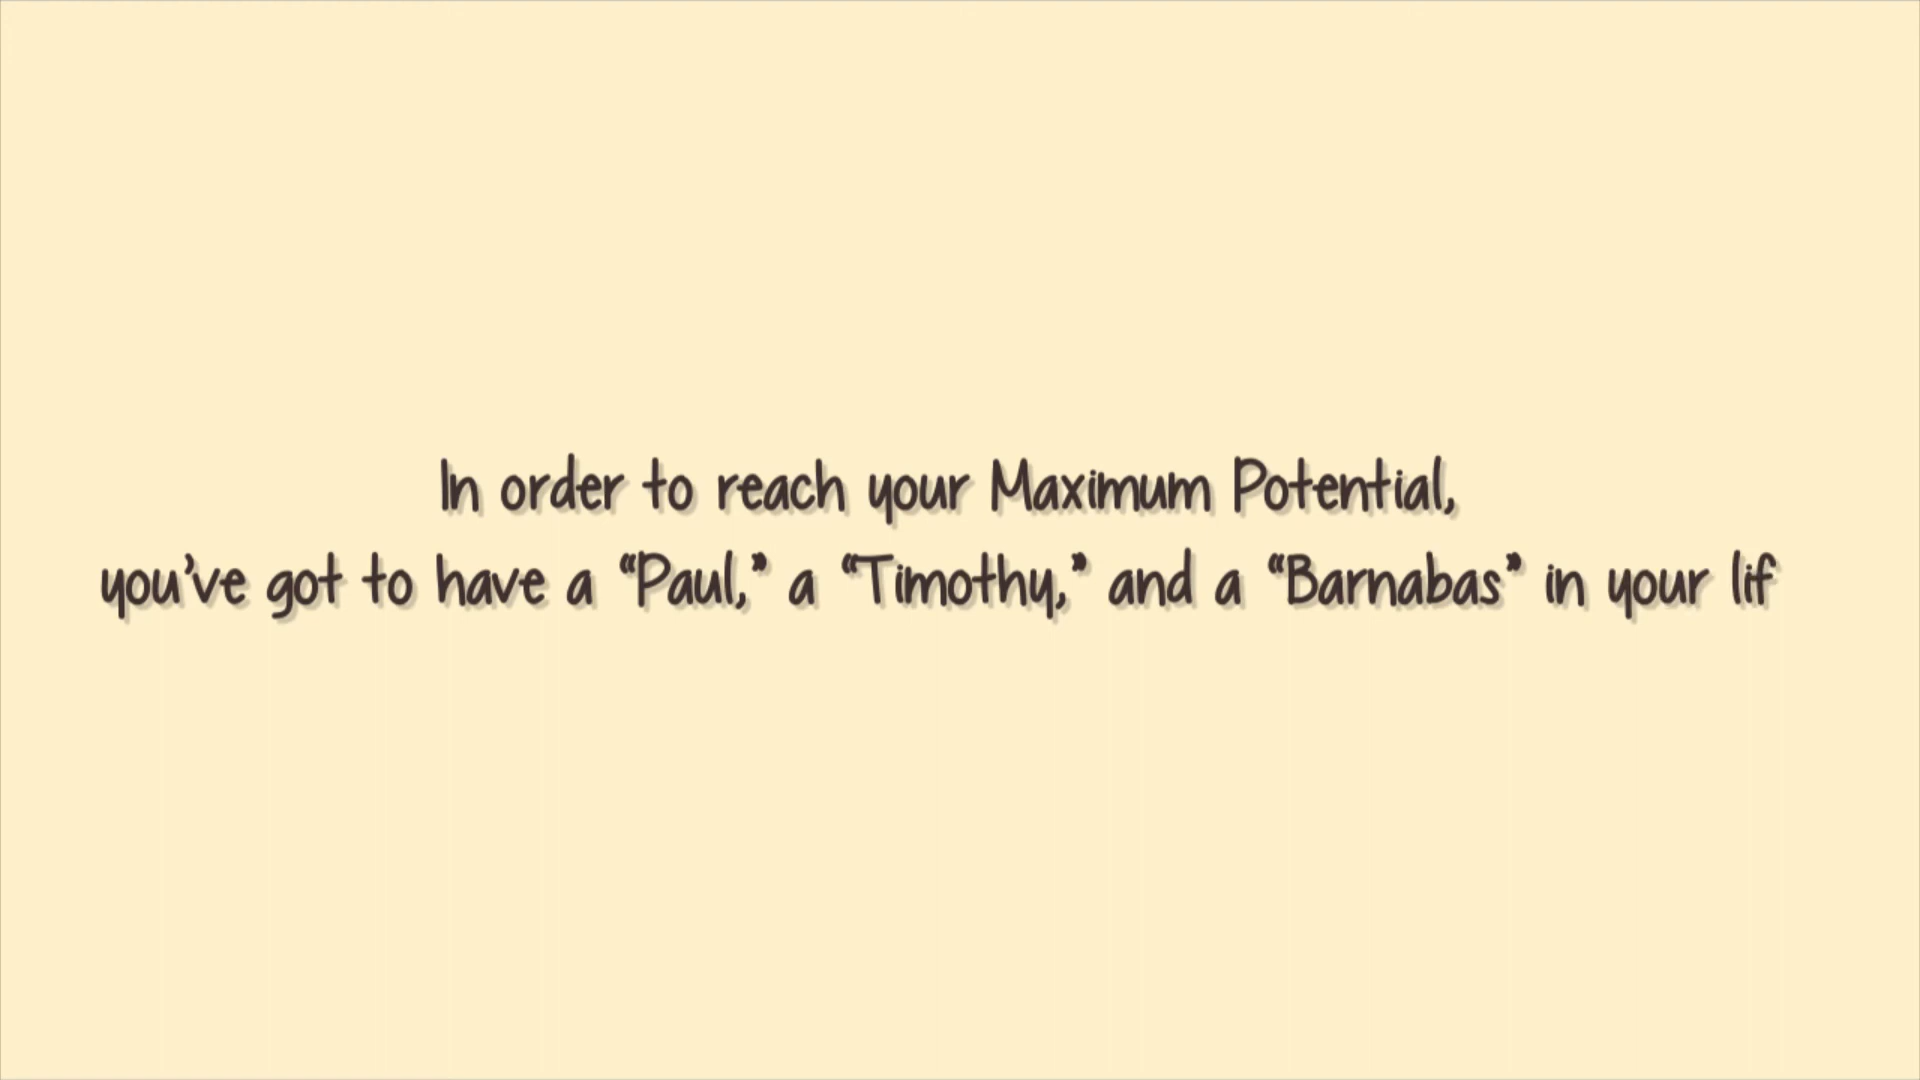 In order to reach your Maximum Potential,
you've got to have a “Paul,” a “Timothy,” and a “Barnabas” in your lif